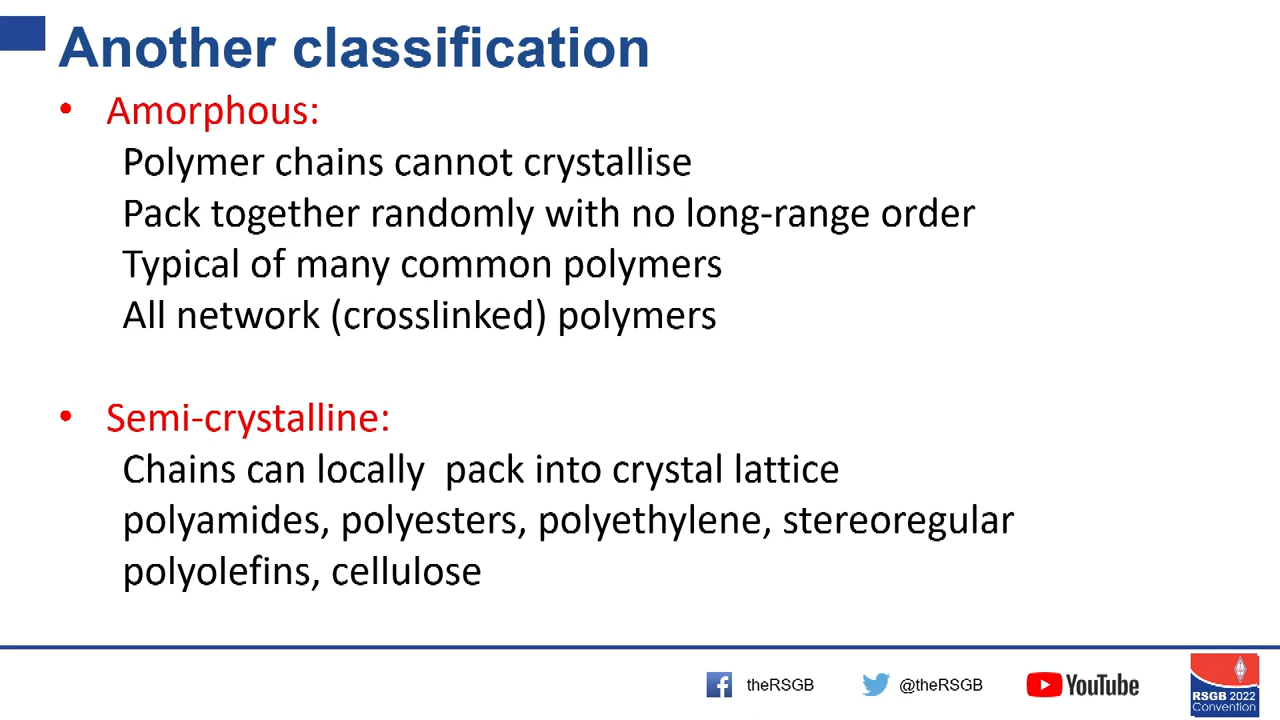 Another classification
• Amorphous:
Polymer chains cannot crystallise
Pack together randomly with no long-range order
Typical of many common polymers
All network (crosslinked) polymers
• Semi-crystalline:
Chains can locally  pack into crystal lattice
polyamides, polyesters, polyethylene, stereoregular
polyolefins, cellulose
theRSGB
@theRSGB
YouTube
RSGB 2022
Convention